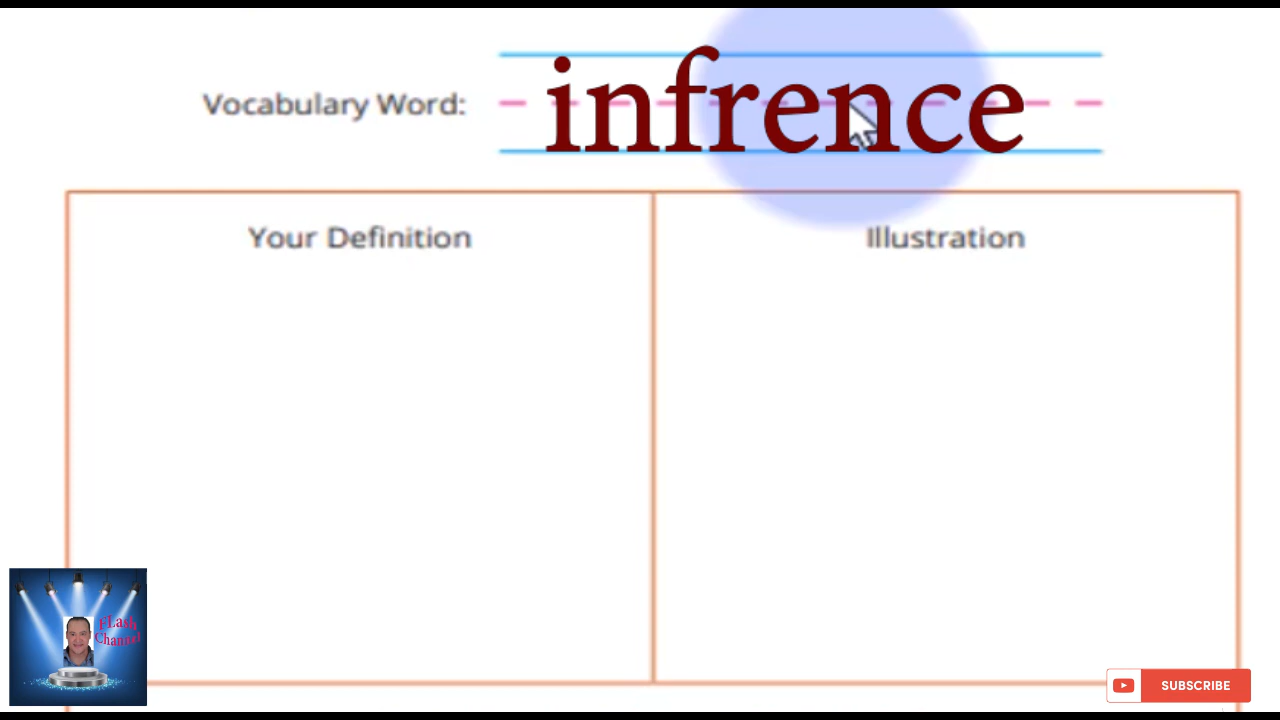 Vocabulary Word: infrence
Your Definition
Illustration
FLash
Channel
SUBSCRIBE